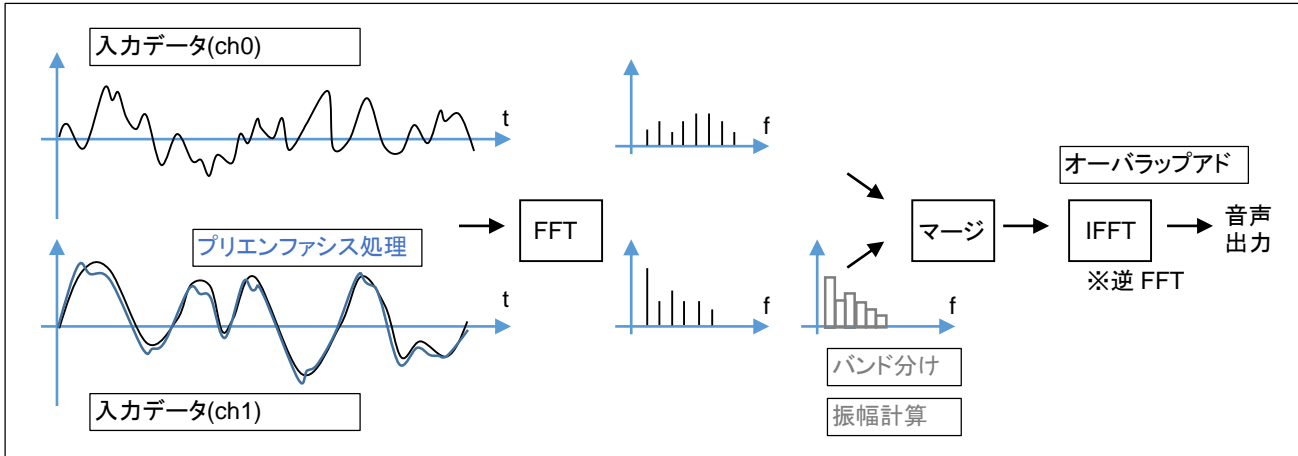 入力データ(ch0)
t
f
オーバラップアド
プリエンファシス処理
FFT
マージ
IFFT
音声
出力
※逆 FFT
t
f
f
入力データ(ch1)
バンド分け
振幅計算